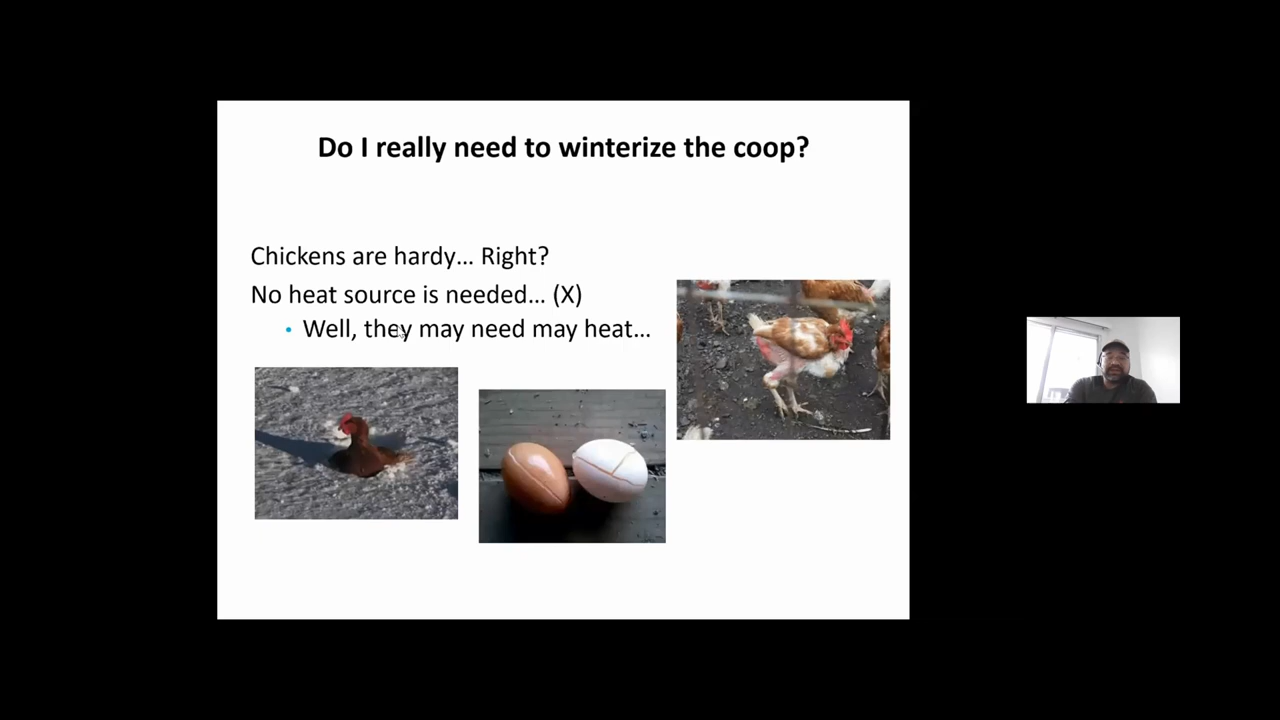 Do I really need to winterize the coop?
Chickens are hardy... Right?
No heat source is needed... (X)
• Well, they may need may heat...